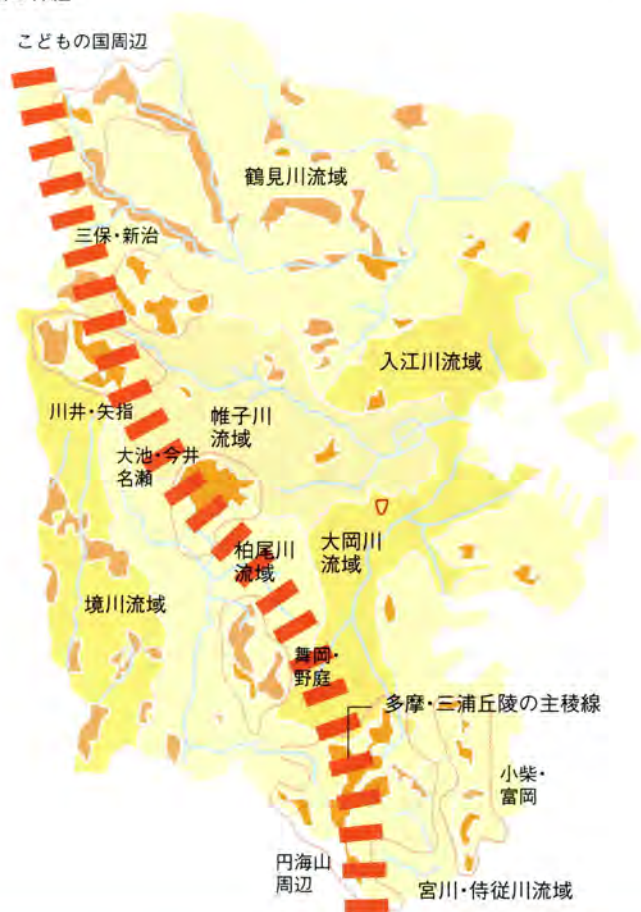 こどもの国周辺
鶴見川流域
三保・新治
入江川流域
川井・矢指
帷子川
流域
大池・今井
名瀬
柏尾川
流域
大岡川
流域
境川流域
舞岡・
野庭
多摩・三浦丘陵の主稜線
小柴・
富岡
円海山
周辺
宮川・侍従川流域